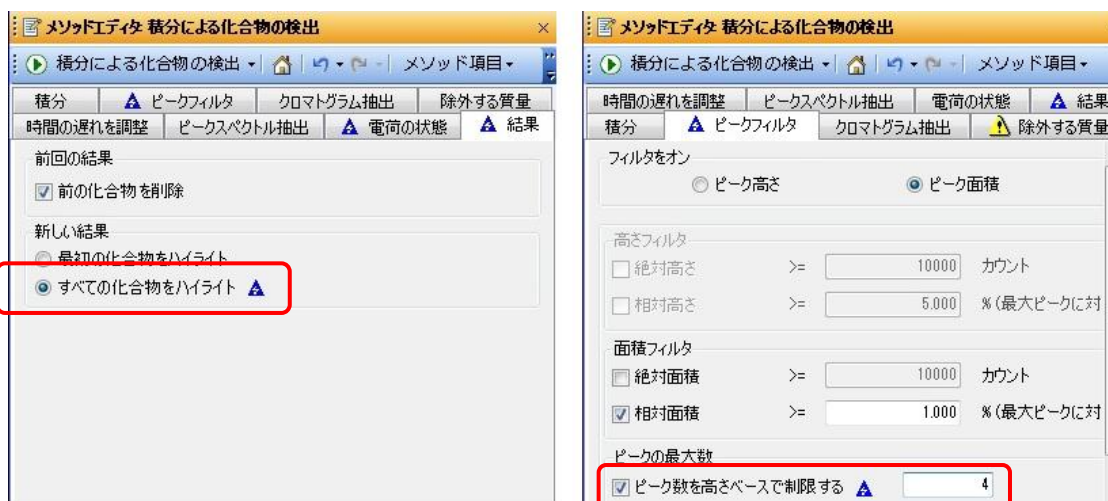 メソッドエディタ 積分による化合物の検出 ×
積分による化合物の検出 メソッド項目
積分 ピークフィルタ クロマトグラム抽出 除外する質量
時間の遅れを調整 ピークスペクトル抽出 電荷の状態 結果
前回の結果
前の化合物を削除
新しい結果
最初の化合物をハイライト
すべての化合物をハイライト
メソッドエディタ 積分による化合物の検出
積分による化合物の検出 メソッド項目
時間の遅れを調整 ピークスペクトル抽出 電荷の状態 結果
積分 ピークフィルタ クロマトグラム抽出 除外する質量
フィルタをオン
ピーク高さ ピーク面積
高さフィルタ
絶対高さ >= 10000 カウント
相対高さ >= 5.000 %(最大ピークに対
面積フィルタ
絶対面積 >= 10000 カウント
相対面積 >= 1.000 %(最大ピークに対
ピークの最大数
ピーク数を高さベースで制限する 4